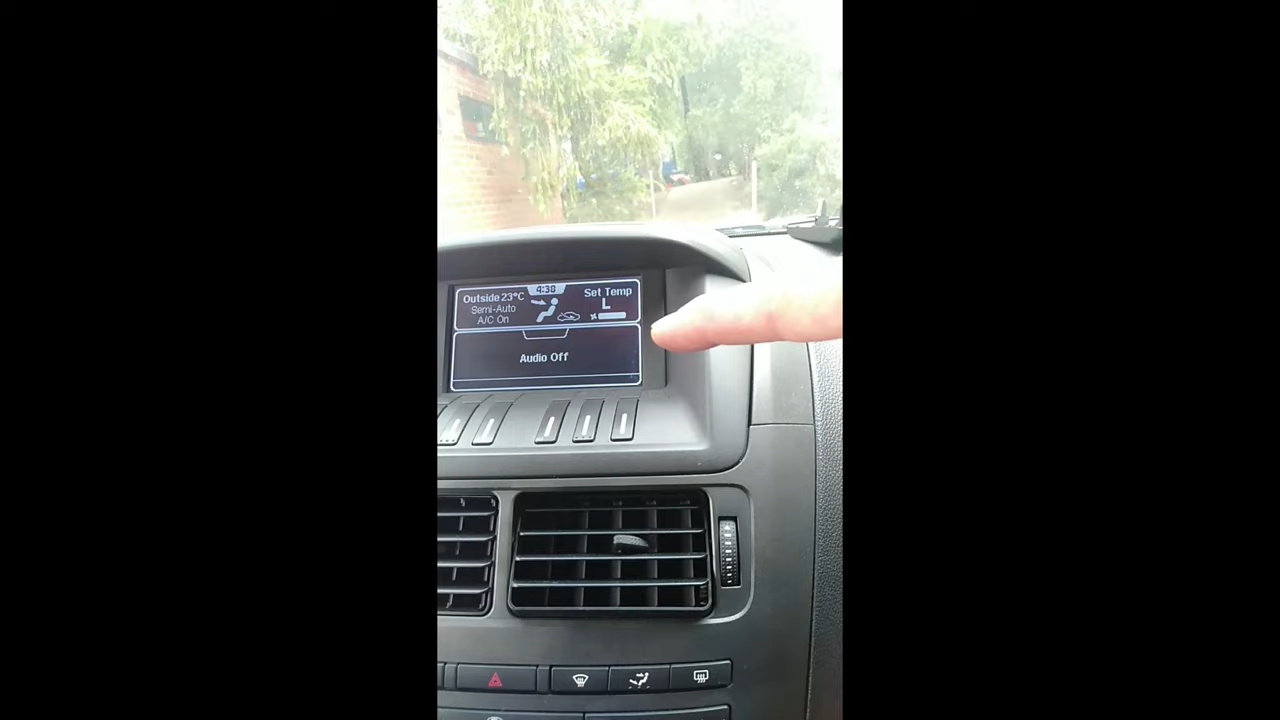 4:38
Outside 23°C
Set Temp
Semi-Auto
L
A/C On
Audio Off